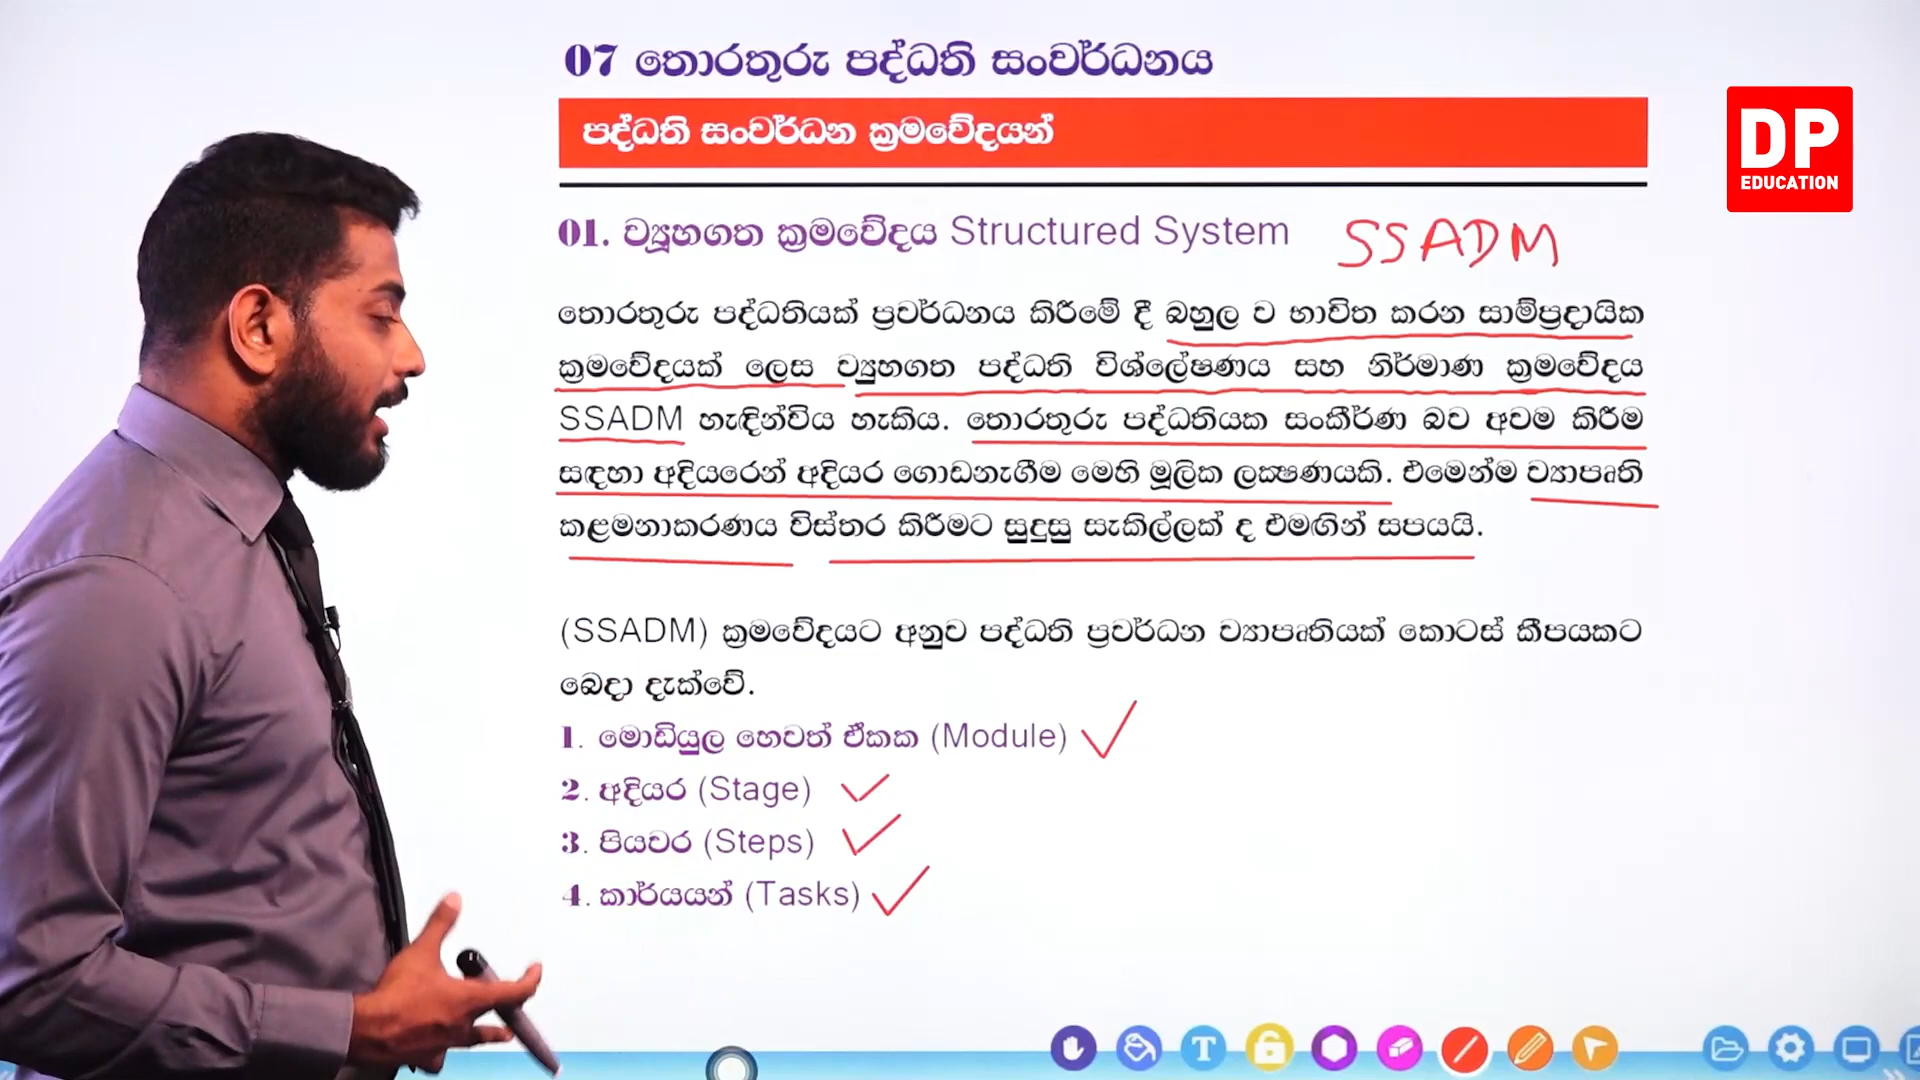 07 තොරතුරු පද්ධති සංවර්ධනය
පද්ධති සංවර්ධන ක්‍රමවේදයන්
DP
EDUCATION
01. ව්‍යූහගත ක්‍රමවේදය Structured System
SSADM
තොරතුරු පද්ධතියක් ප්‍රවර්ධනය කිරීමේ දී බහුල ව භාවිත කරන සාම්ප්‍රදායික
ක්‍රමවේදයක් ලෙස ව්‍යුහගත පද්ධති විශ්ලේෂණය සහ නිර්මාණ ක්‍රමවේදය
SSADM හැඳින්විය හැකිය. තොරතුරු පද්ධතියක සංකීර්ණ බව අවම කිරීම
සඳහා අදියරෙන් අදියර ගොඩනැගීම මෙහි මූලික ලක්‍ෂණයකි. එමෙන්ම ව්‍යාපෘති
කළමනාකරණය විස්තර කිරීමට සුදුසු සැකිල්ලක් ද එමඟින් සපයයි.
(SSADM) ක්‍රමවේදයට අනුව පද්ධති ප්‍රවර්ධන ව්‍යාපෘතියක් කොටස් කීපයකට
බෙදා දැක්වේ.
1. මොඩියුල හෙවත් ඒකක (Module)
2. අදියර (Stage)
3. පියවර (Steps)
4. කාර්යයන් (Tasks)